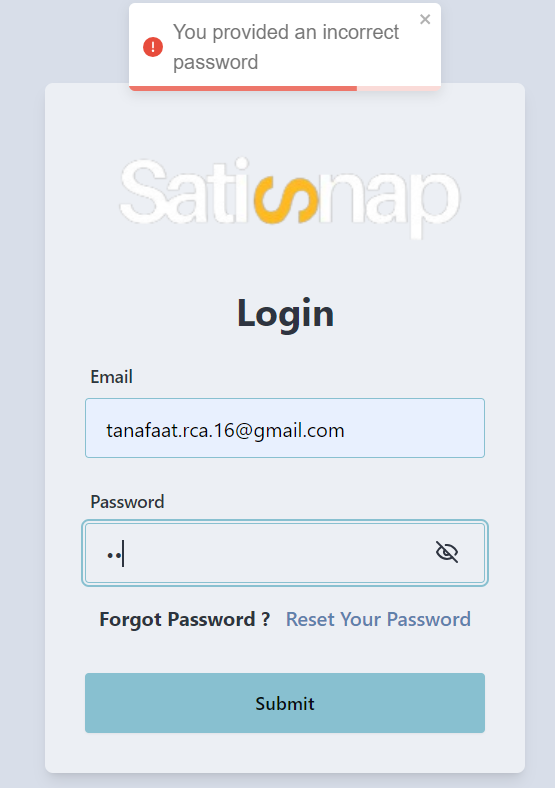 You provided an incorrect
password
Satisnap
Login
Email
tanafaat.rca.16@gmail.com
Password
••
Forgot Password ? Reset Your Password
Submit